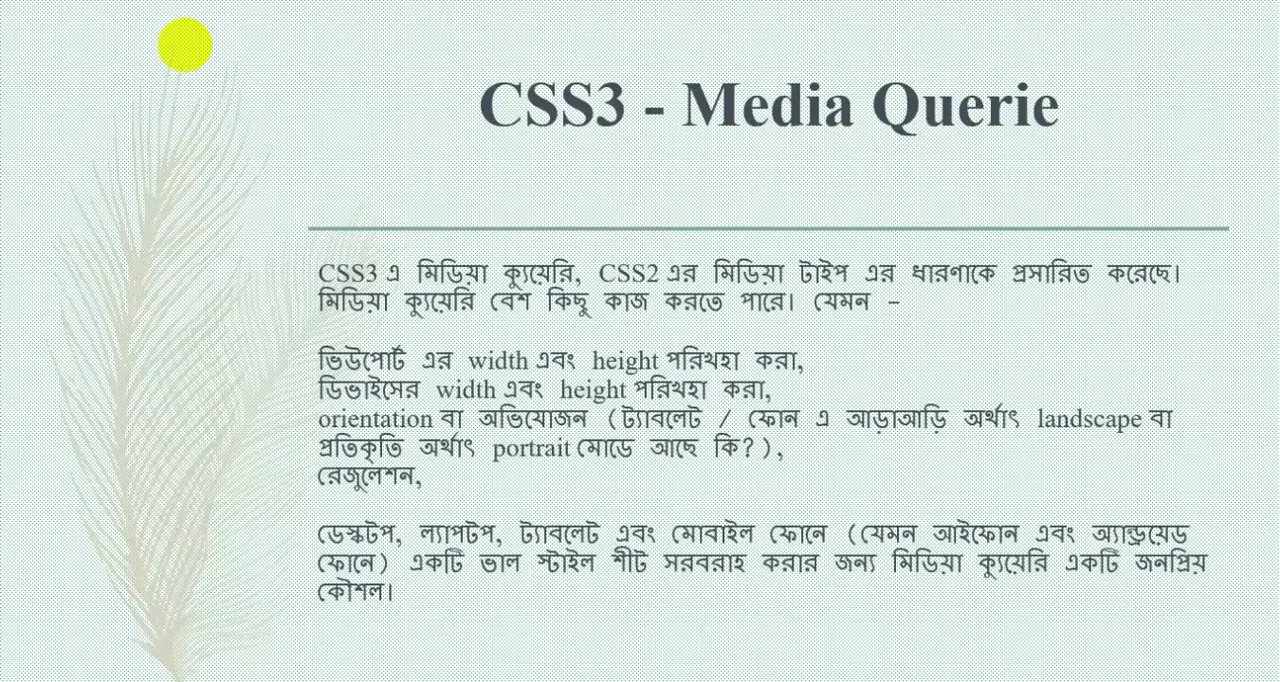 CSS3 - Media Querie
CSS3 এ মিডিয়া ক্যুয়েরি, CSS2 এর মিডিয়া টাইপ এর ধারণাকে প্রসারিত করেছে।
মিডিয়া ক্যুয়েরি বেশ কিছু কাজ করতে পারে। যেমন –
ভিউপোর্ট এর width এবং height পরিখহা করা,
ডিভাইসের width এবং height পরিখহা করা,
orientation বা অভিযোজন (ট্যাবলেট / ফোন এ আড়াআড়ি অর্থাৎ landscape বা
প্রতিকৃতি অর্থাৎ portrait মোডে আছে কি?),
রেজুলেশন,
ডেস্কটপ, ল্যাপটপ, ট্যাবলেট এবং মোবাইল ফোনে (যেমন আইফোন এবং অ্যান্ড্রয়েড
ফোনে) একটি ভাল স্টাইল শীট সরবরাহ করার জন্য মিডিয়া ক্যুয়েরি একটি জনপ্রিয়
কৌশল।